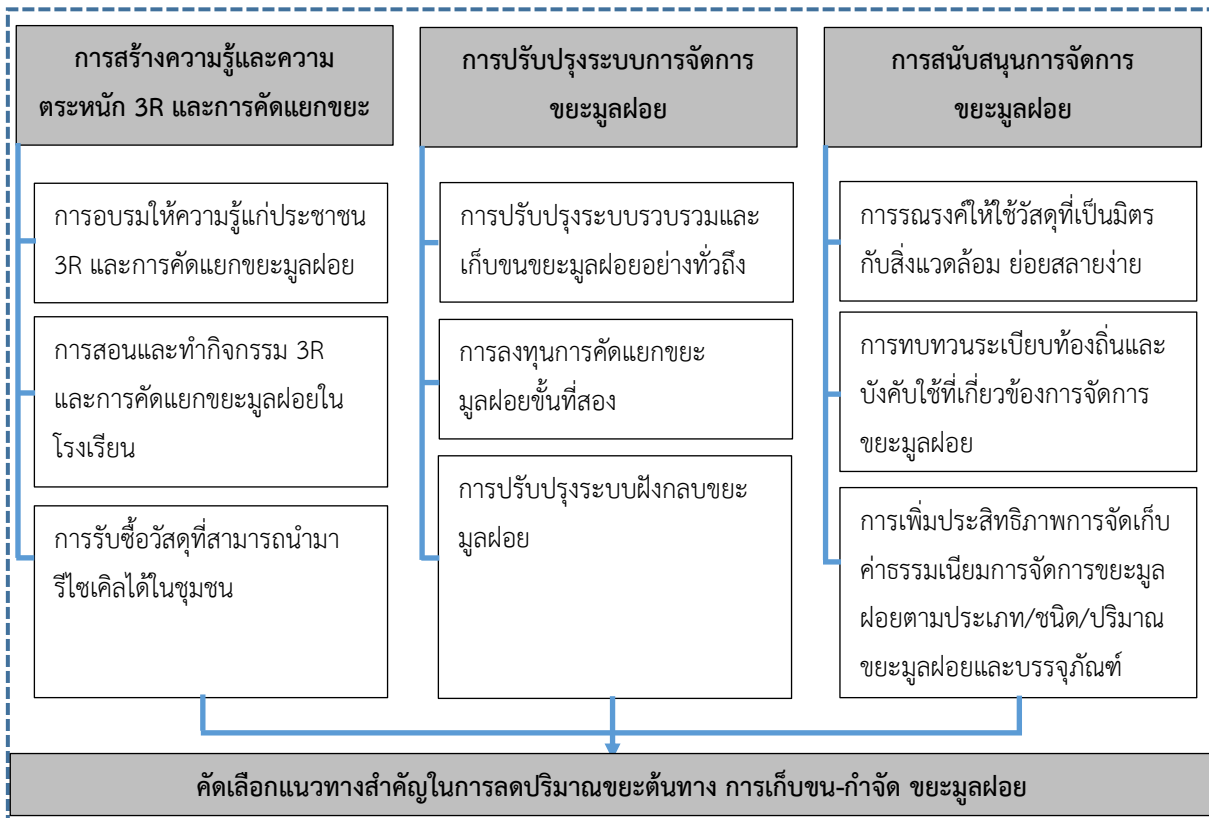 การสร้างความรู้และความ
ตระหนัก 3R และการคัดแยกขยะ
การอบรมให้ความรู้แก่ประชาชน
3R และการคัดแยกขยะมูลฝอย
การสอนและทำกิจกรรม 3R
และการคัดแยกขยะมูลฝอยใน
โรงเรียน
การรับซื้อวัสดุที่สามารถนำมา
รีไซเคิลได้ในชุมชน
การปรับปรุงระบบการจัดการ
ขยะมูลฝอย
การปรับปรุงระบบรวบรวมและ
เก็บขนขยะมูลฝอยอย่างทั่วถึง
การลงทุนการคัดแยกขยะ
มูลฝอยขั้นที่สอง
การปรับปรุงระบบฝังกลบขยะ
มูลฝอย
การสนับสนุนการจัดการ
ขยะมูลฝอย
การรณรงค์ให้ใช้วัสดุที่เป็นมิตร
กับสิ่งแวดล้อม ย่อยสลายง่าย
การทบทวนระเบียบท้องถิ่นและ
บังคับใช้ที่เกี่ยวข้องการจัดการ
ขยะมูลฝอย
การเพิ่มประสิทธิภาพการจัดเก็บ
ค่าธรรมเนียมการจัดการขยะมูล
ฝอยตามประเภท/ชนิด/ปริมาณ
ขยะมูลฝอยและบรรจุภัณฑ์
คัดเลือกแนวทางสำคัญในการลดปริมาณขยะต้นทาง การเก็บขน-กำจัด ขยะมูลฝอย